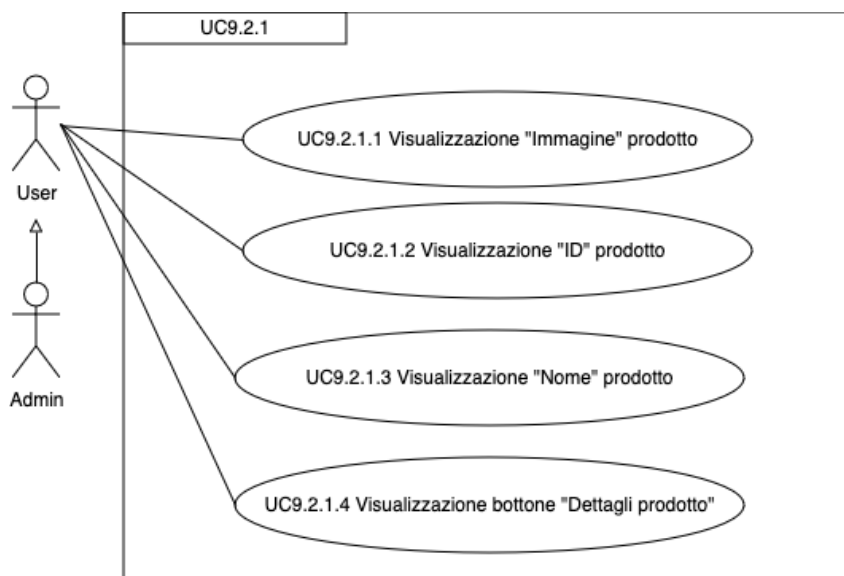 UC9.2.1
UC9.2.1.1 Visualizzazione "Immagine" prodotto
User
UC9.2.1.2 Visualizzazione "ID" prodotto
UC9.2.1.3 Visualizzazione "Nome" prodotto
Admin
UC9.2.1.4 Visualizzazione bottone "Dettagli prodotto"